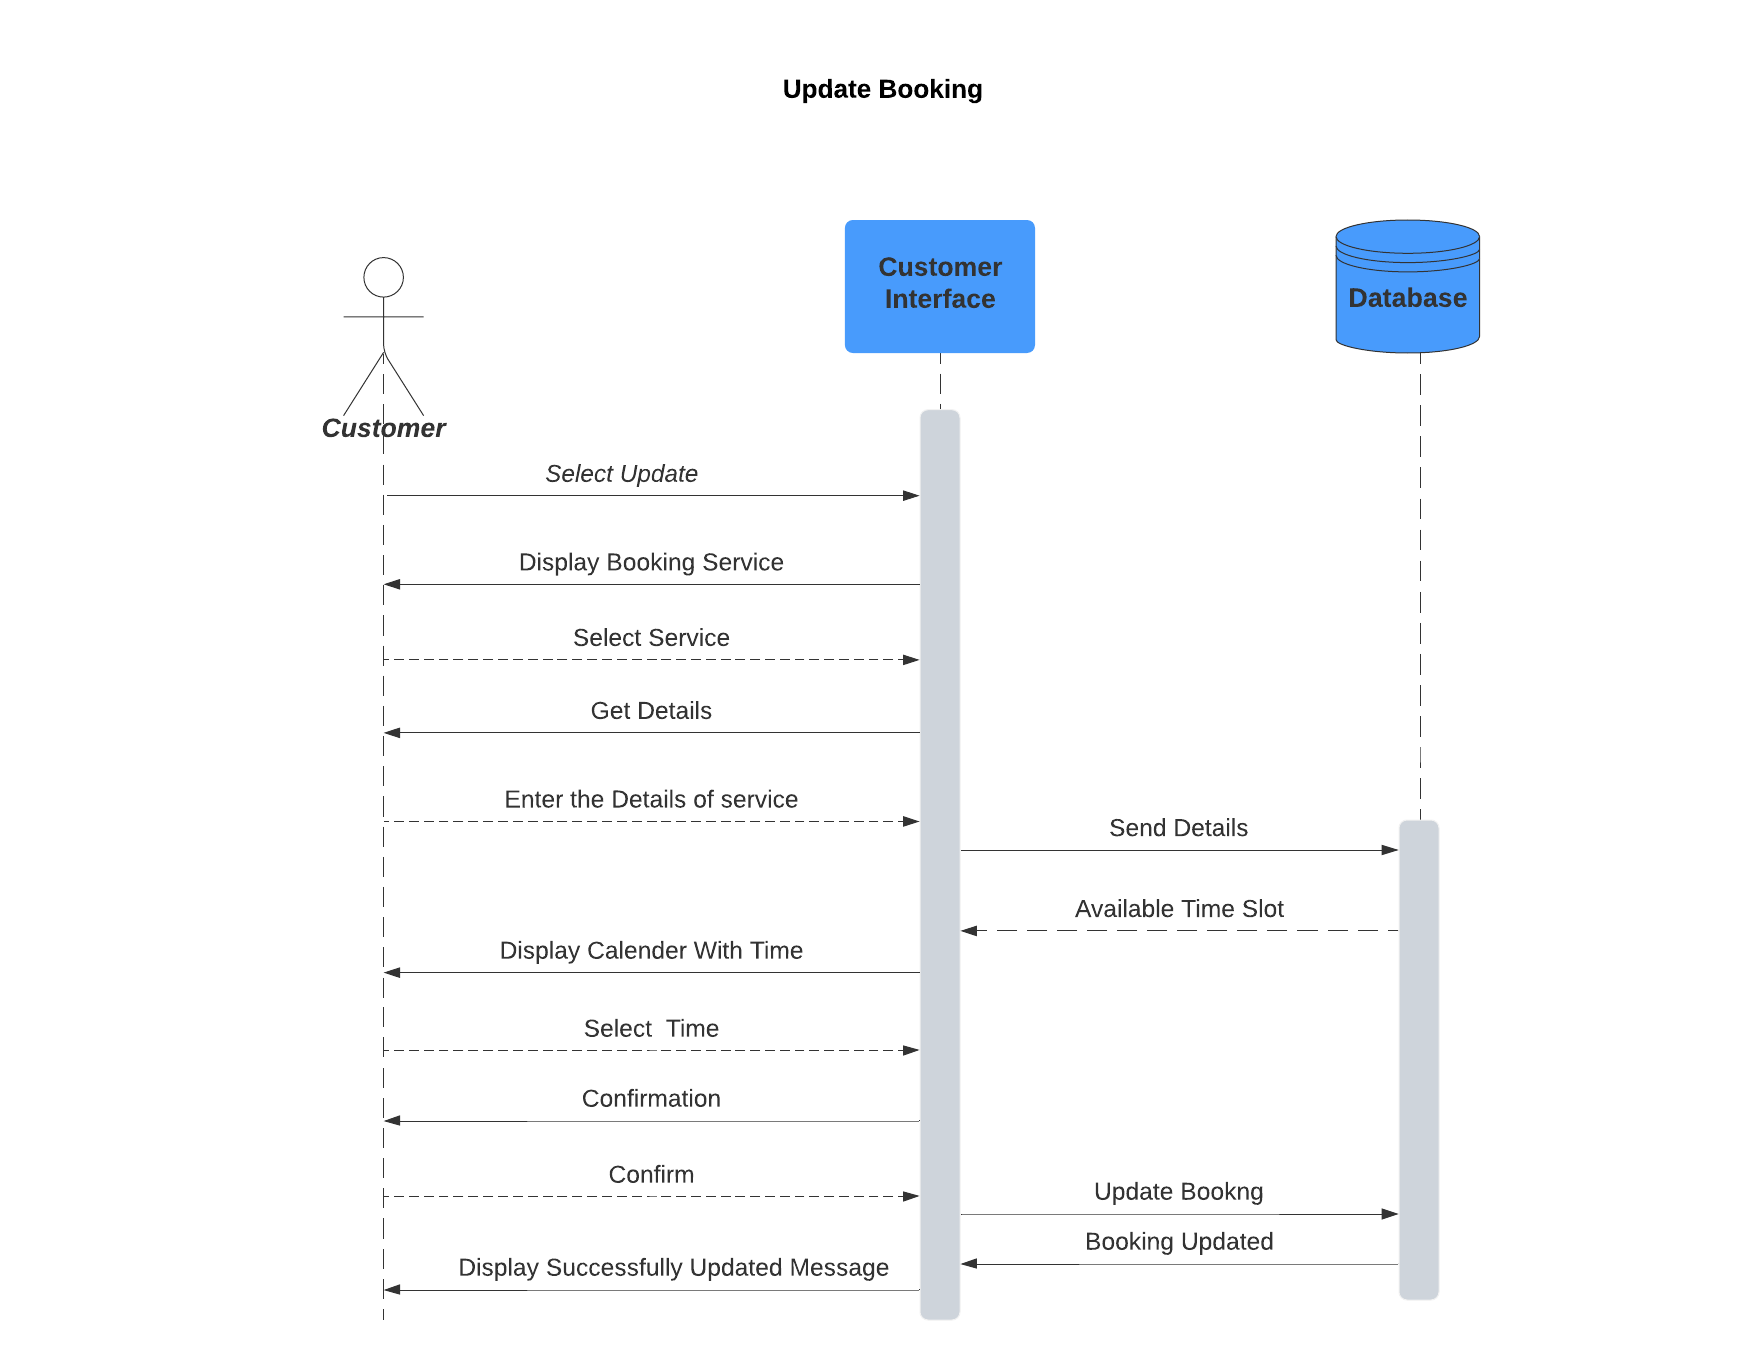 Update Booking
Customer
Interface
Database
Customer
Select Update
Display Booking Service
Select Service
Get Details
Enter the Details of service
Send Details
Available Time Slot
Display Calender With Time
Select  Time
Confirmation
Confirm
Update Bookng
Booking Updated
Display Successfully Updated Message